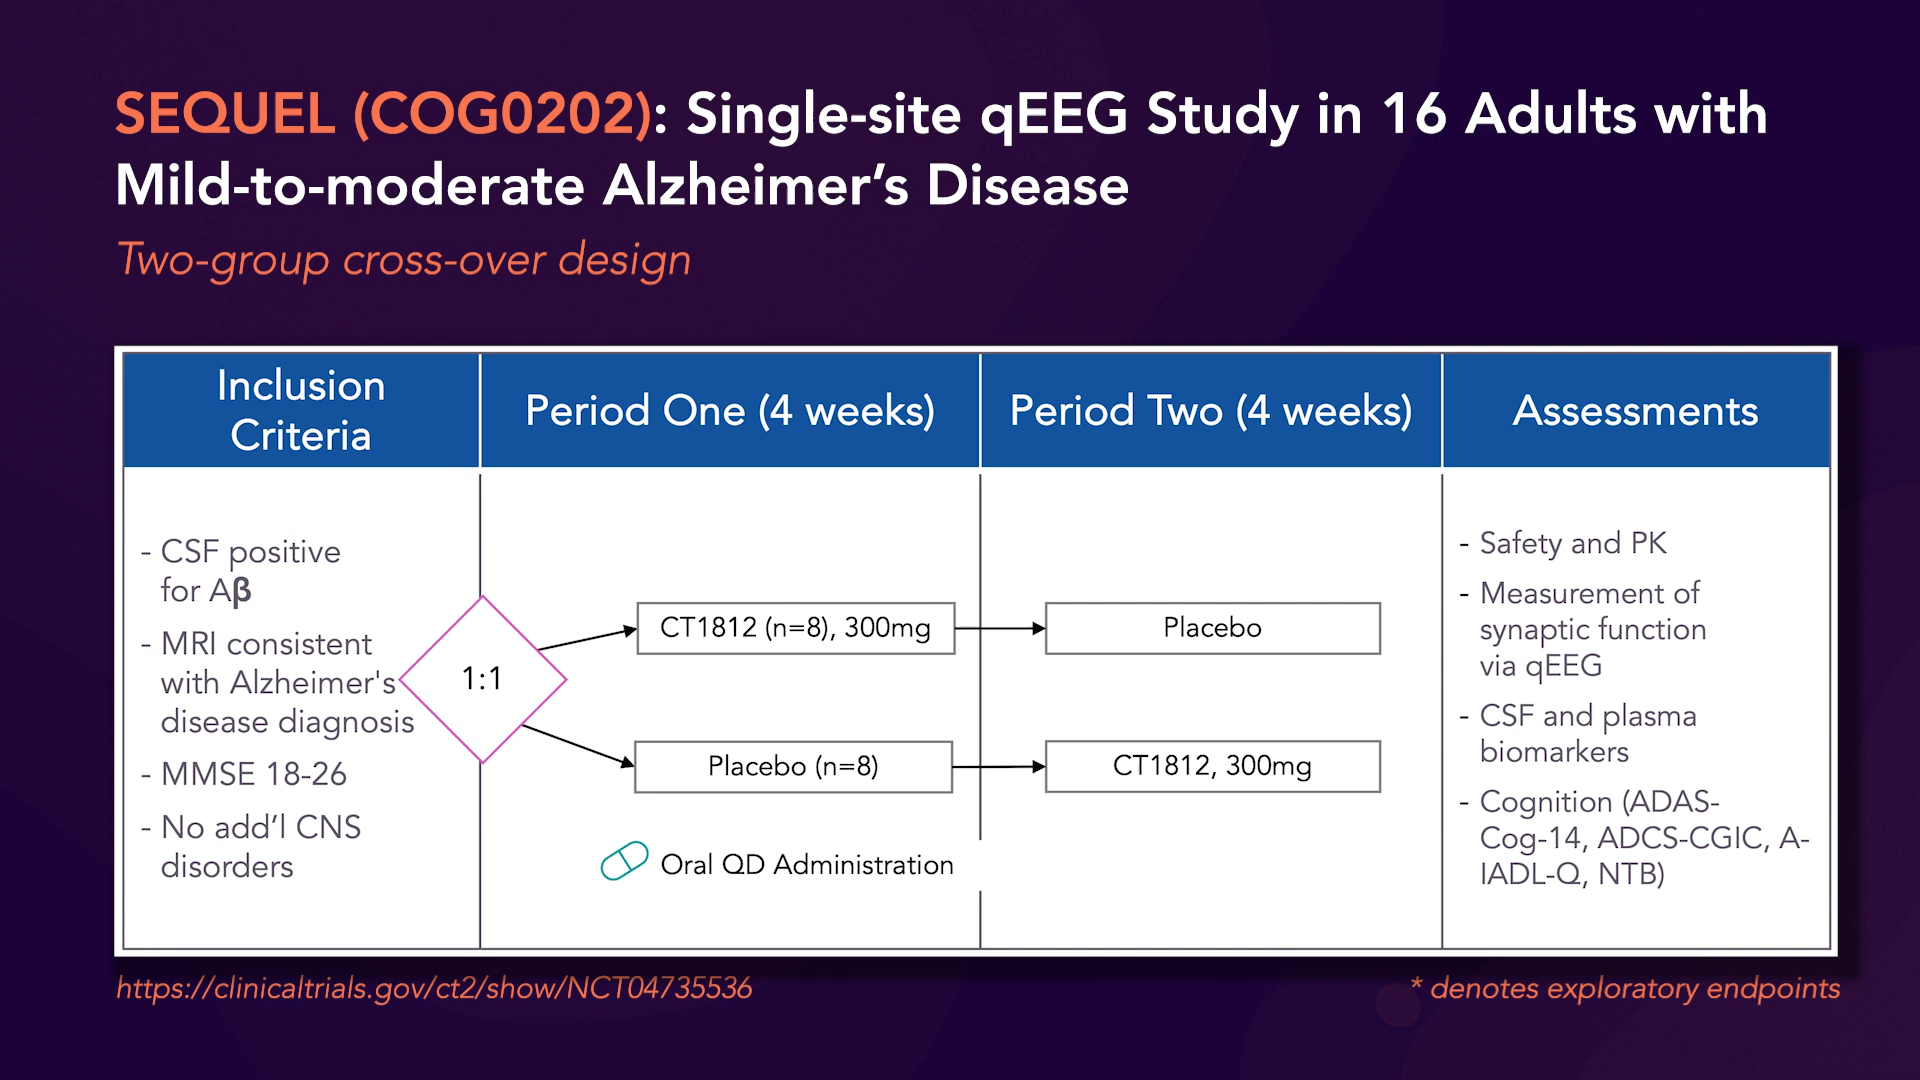 SEQUEL (COG0202): Single-site qEEG Study in 16 Adults with
Mild-to-moderate Alzheimer’s Disease
Two-group cross-over design
Inclusion
Criteria
Period One (4 weeks)
Period Two (4 weeks)
Assessments
- CSF positive
for Aβ
- MRI consistent
with Alzheimer's
disease diagnosis
- MMSE 18-26
- No add’l CNS
disorders
1:1
CT1812 (n=8), 300mg
Placebo
Placebo (n=8)
CT1812, 300mg
Oral QD Administration
- Safety and PK
- Measurement of
synaptic function
via qEEG
- CSF and plasma
biomarkers
- Cognition (ADAS-
Cog-14, ADCS-CGIC, A-
IADL-Q, NTB)
https://clinicaltrials.gov/ct2/show/NCT04735536
* denotes exploratory endpoints